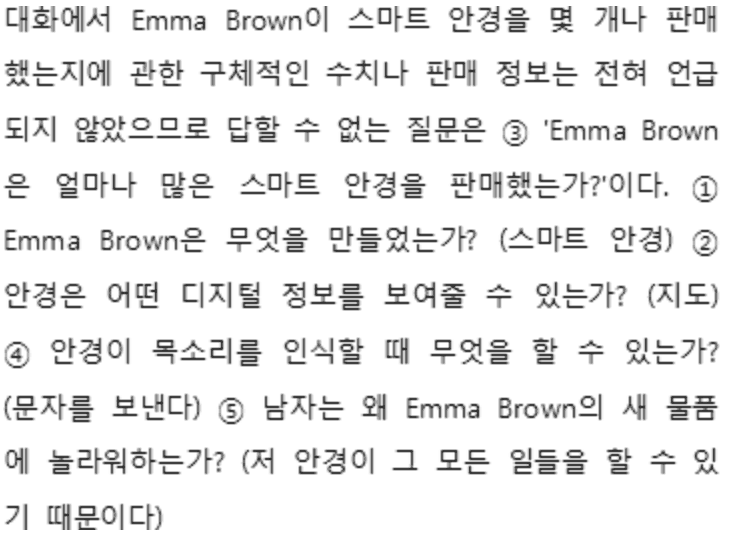 대화에서 Emma Brown이 스마트 안경을 몇 개나 판매
했는지에 관한 구체적인 수치나 판매 정보는 전혀 언급
되지 않았으므로 답할 수 없는 질문은 ③ 'Emma Brown
은 얼마나 많은 스마트 안경을 판매했는가?'이다. ①
Emma Brown은 무엇을 만들었는가? (스마트 안경) ②
안경은 어떤 디지털 정보를 보여줄 수 있는가? (지도)
④ 안경이 목소리를 인식할 때 무엇을 할 수 있는가?
(문자를 보낸다) ⑤ 남자는 왜 Emma Brown의 새 물품
에 놀라워하는가? (저 안경이 그 모든 일들을 할 수 있
기 때문이다)